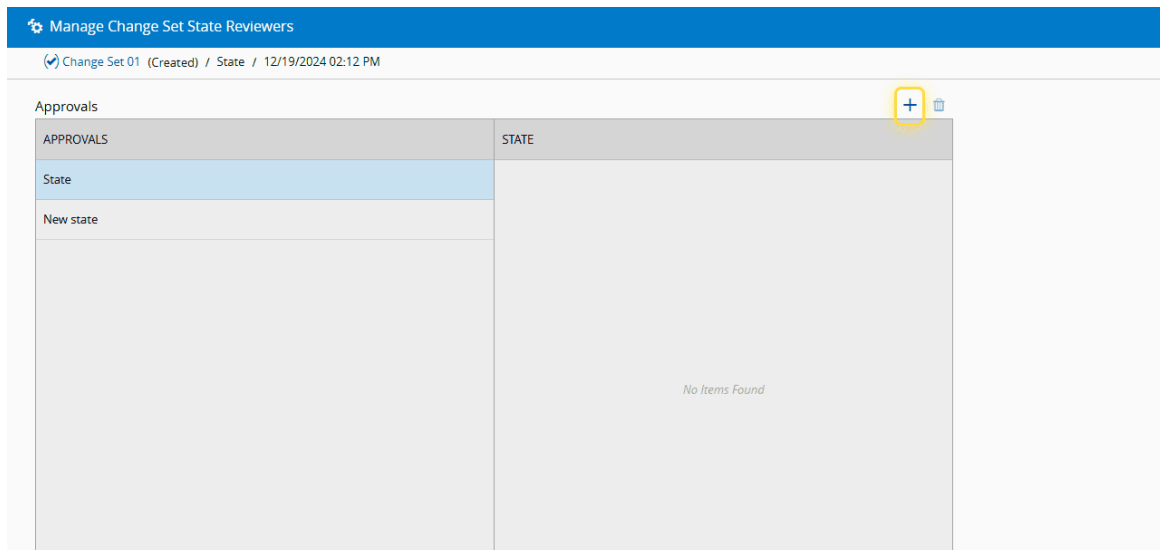 Manage Change Set State Reviewers
Change Set 01 (Created) / State / 12/19/2024 02:12 PM
Approvals
APPROVALS STATE
State
New state
No Items Found